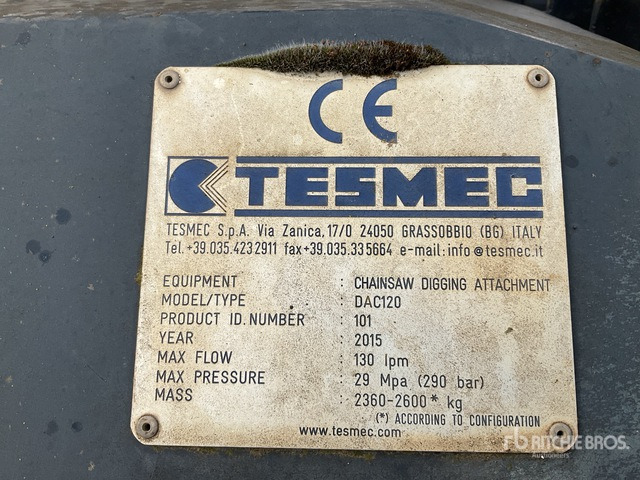 CE
TESMEC
TESMEC S.p.A. Via Zanica, 17/0 24050 GRASSOBBIO (BG) ITALY
Tel. +39.035.4232911 fax+39.035.335664 e-mail: info@tesmec.it
EQUIPMENT : CHAINSAW DIGGING ATTACHMENT
MODEL/TYPE : DAC120
PRODUCT ID. NUMBER : 101
YEAR : 2015
MAX FLOW : 130 lpm
MAX PRESSURE : 29 Mpa (290 bar)
MASS : 2360-2600* kg
(*) ACCORDING TO CONFIGURATION
www.tesmec.com
rb RITCHIE BROS.
Auctioneers